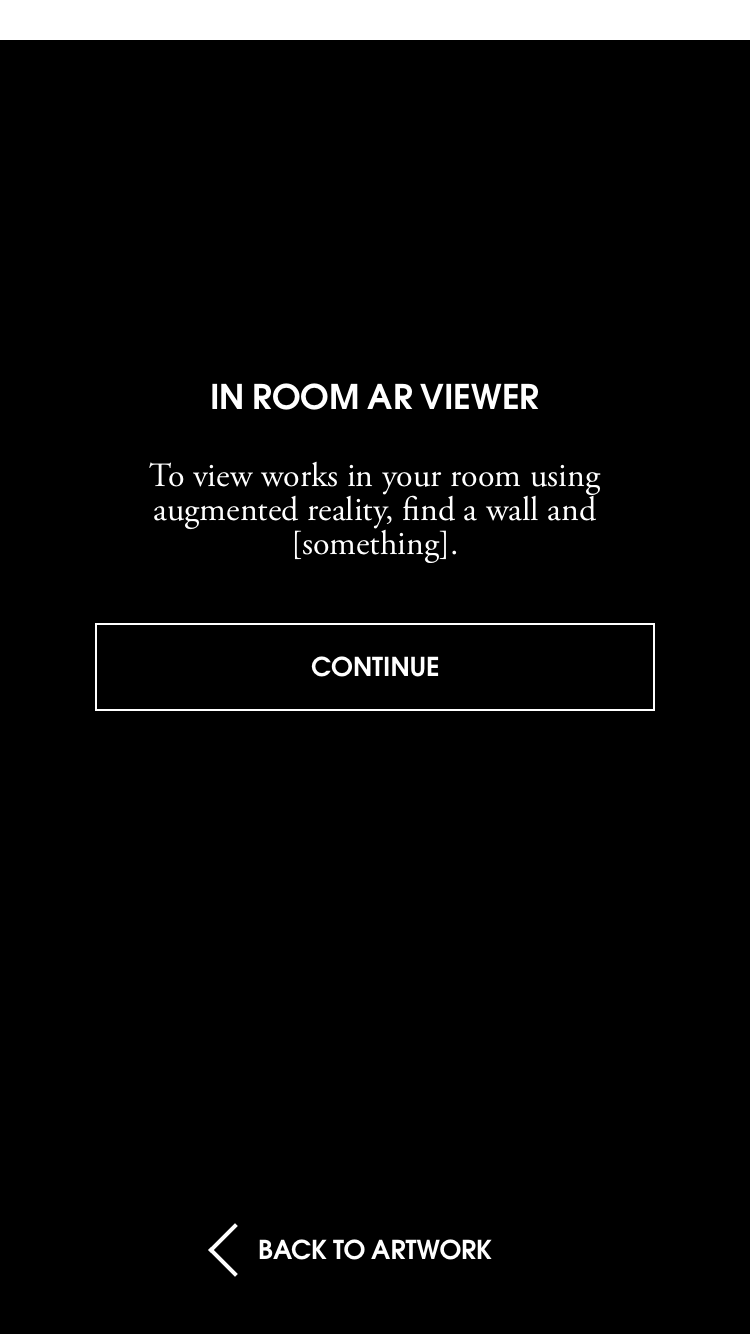 IN ROOM AR VIEWER
To view works in your room using
augmented reality, find a wall and
[something].
CONTINUE
BACK TO ARTWORK